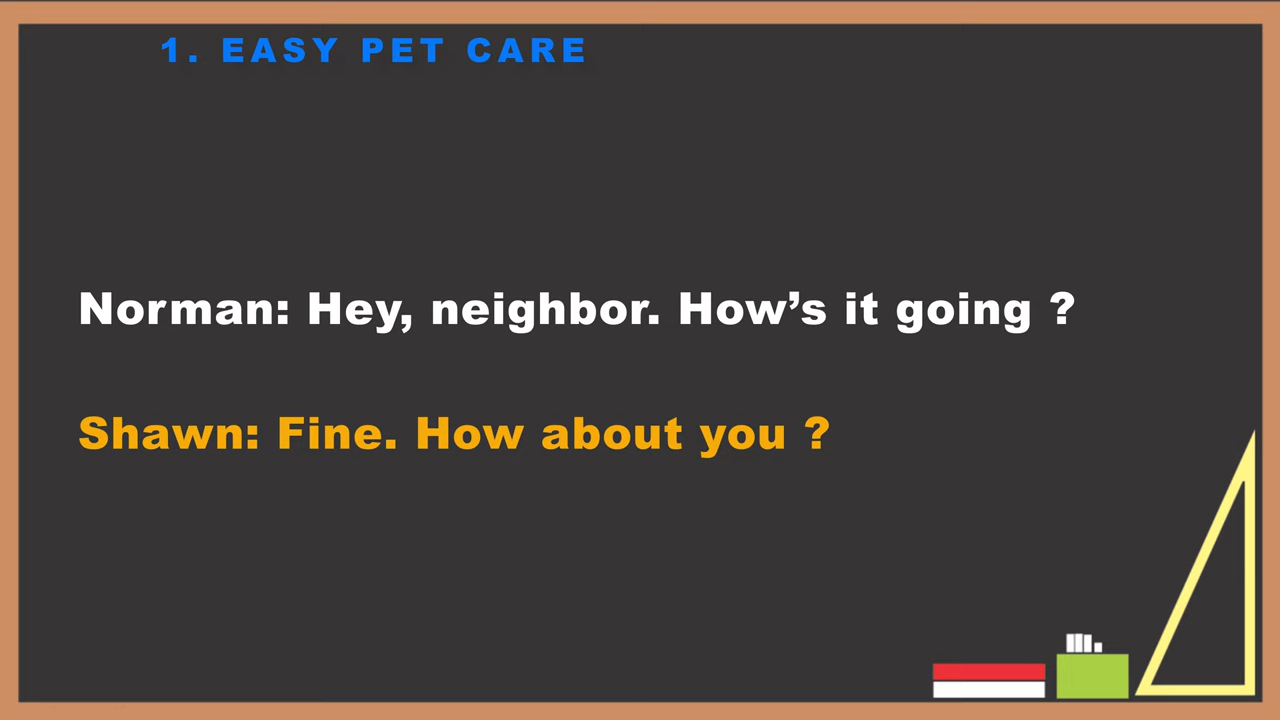 1. EASY PET CARE
Norman: Hey, neighbor. How’s it going ?
Shawn: Fine. How about you ?